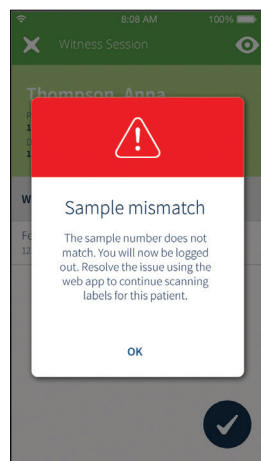 8:08 AM 100%
Witness Session
Thompson, Anna
W
Fe
Sample mismatch
The sample number does not
match. You will now be logged
out. Resolve the issue using the
web app to continue scanning
labels for this patient.
OK